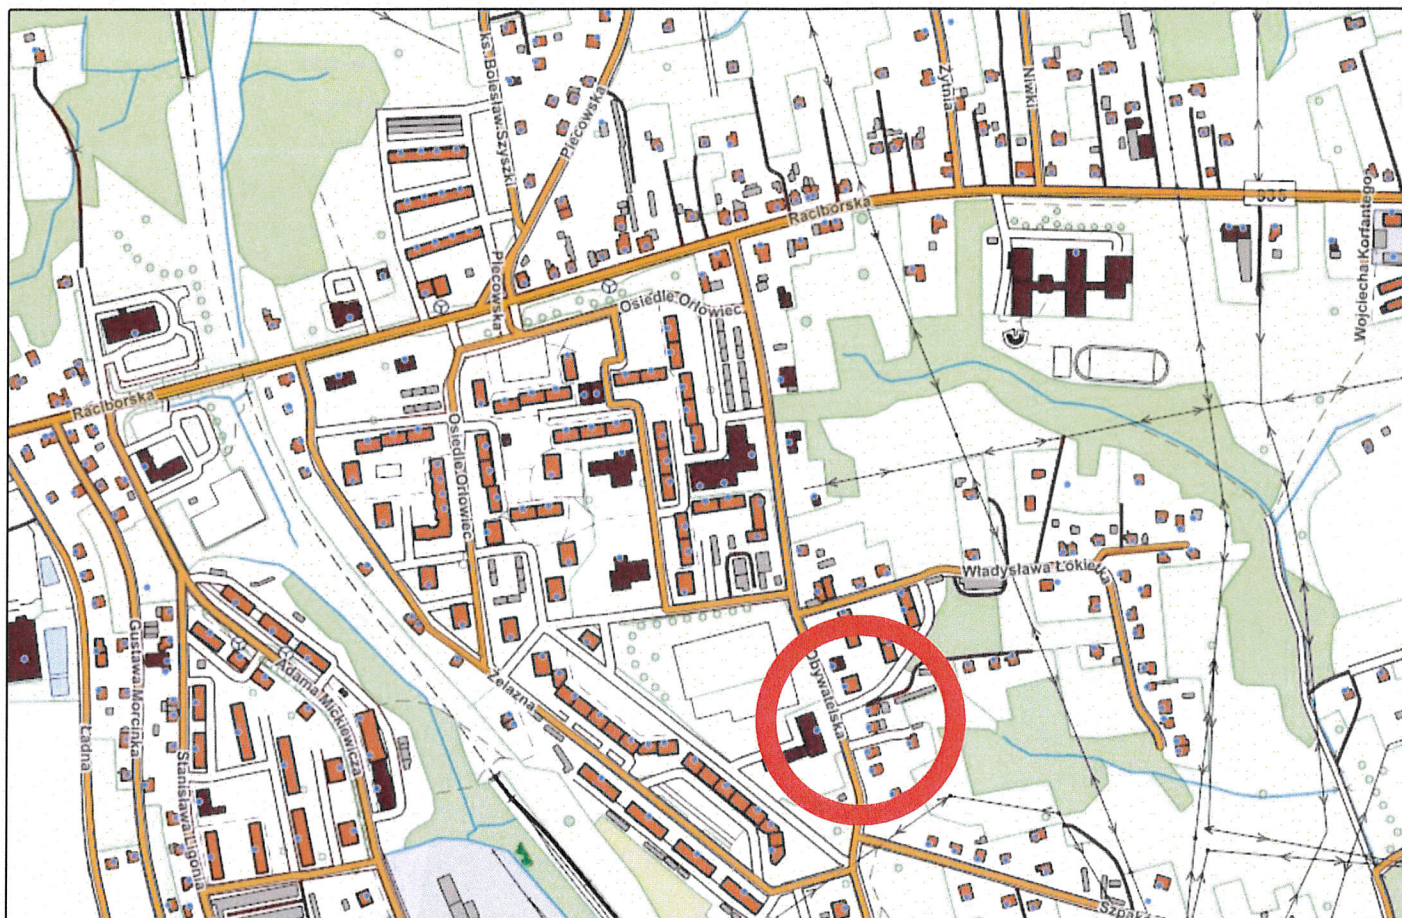 ks. Bolesława Szyszki
Piecowska
Żytnia
Niwki
Raciborska
936
Wojciecha Korfantego
Piecowska
Osiedle Orłowiec
Raciborska
Osiedle Orłowiec
Władysława Łokietka
Obywatelska
Żelazna
Adama Mickiewicza
Gustawa Morcinka
Ładna
Stanisława Ligonia